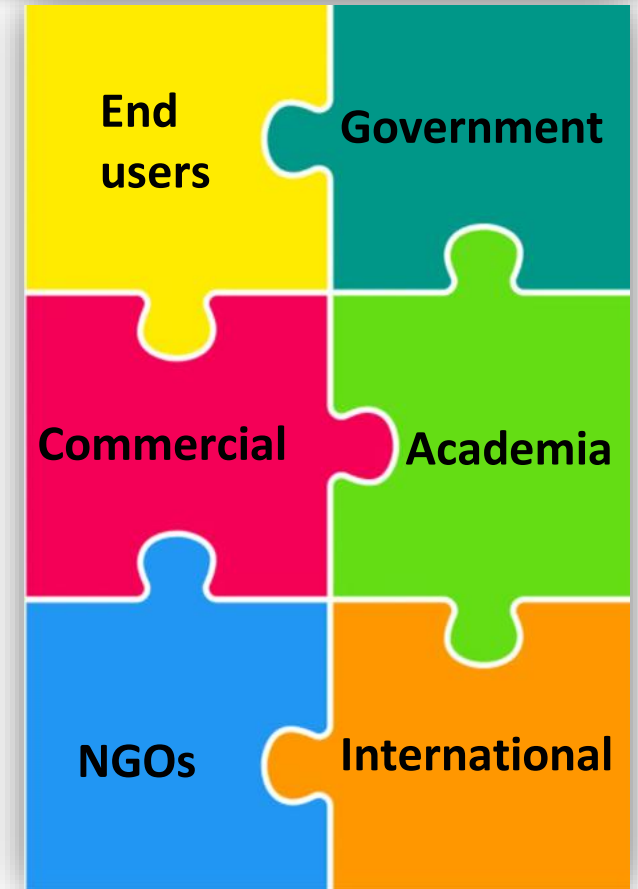 End
users
Government
Commercial
Academia
NGOs
International